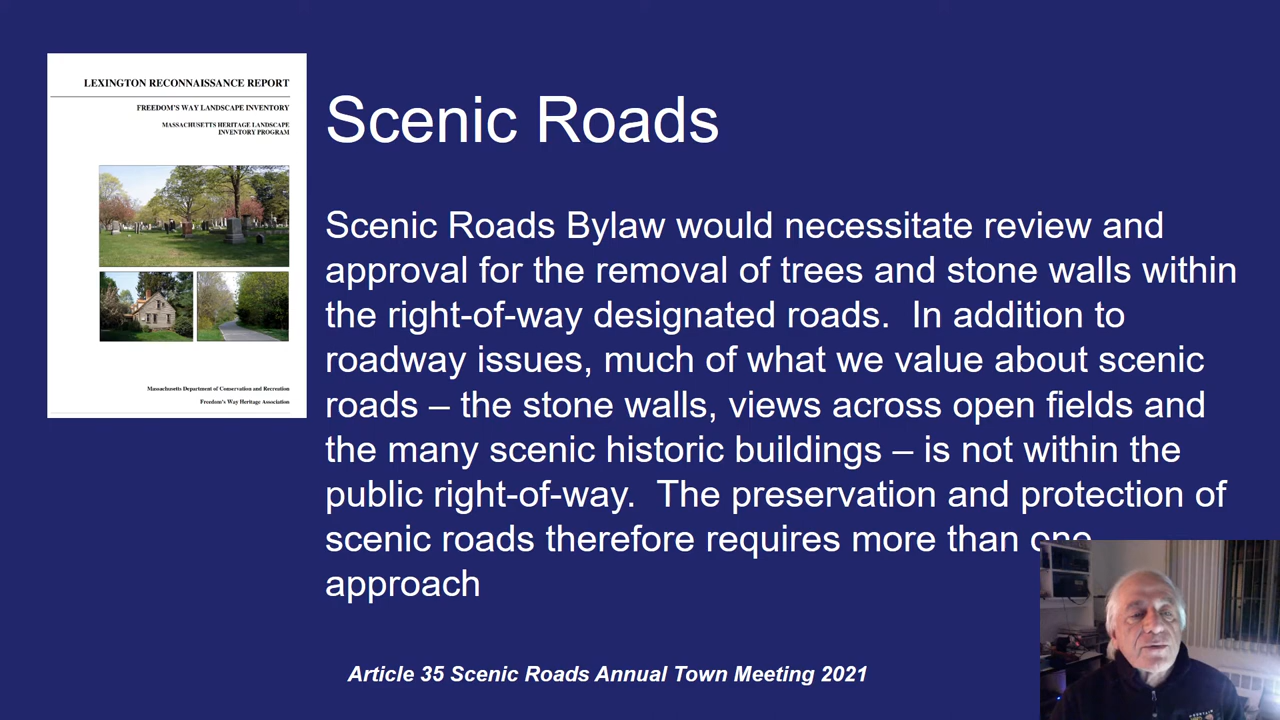 LEXINGTON RECONNAISSANCE REPORT
FREEDOM'S WAY LANDSCAPE INVENTORY
MASSACHUSETTS HERITAGE LANDSCAPE
INVENTORY PROGRAM
Massachusetts Department of Conservation and Recreation
Freedom's Way Heritage Association
Scenic Roads
Scenic Roads Bylaw would necessitate review and
approval for the removal of trees and stone walls within
the right-of-way designated roads.  In addition to
roadway issues, much of what we value about scenic
roads – the stone walls, views across open fields and
the many scenic historic buildings – is not within the
public right-of-way.  The preservation and protection of
scenic roads therefore requires more than one
approach
Article 35 Scenic Roads Annual Town Meeting 2021